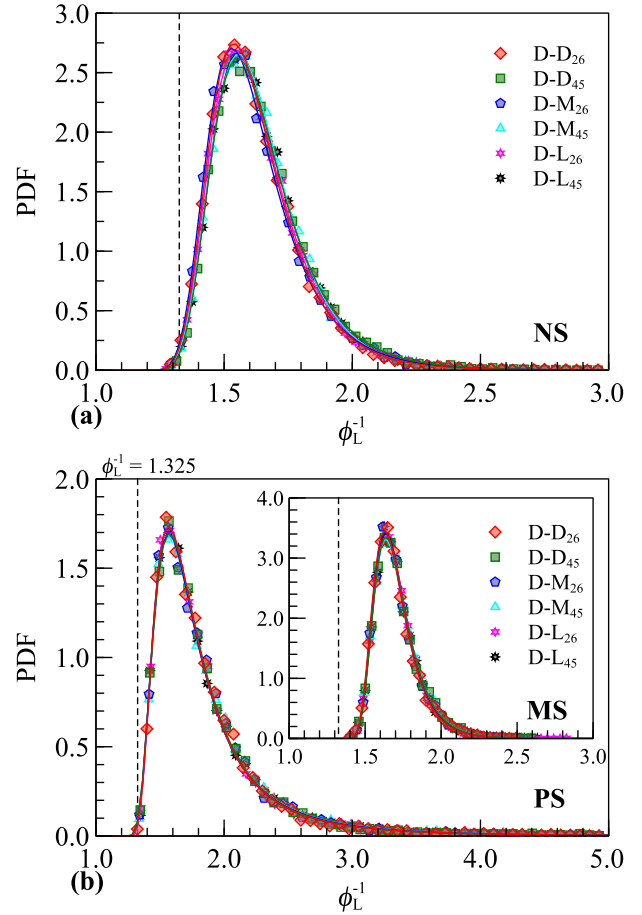 3.0
2.5
2.0
1.5
1.0
0.5
0.0
PDF
D-D26
D-D45
D-M26
D-M45
D-L26
D-L45
NS
1.0 1.5 2.0 2.5 3.0
(a)
ϕL-1
ϕL-1 = 1.325
2.0
1.5
1.0
0.5
0.0
PDF
4.0
3.0
2.0
1.0
0.0
D-D26
D-D45
D-M26
D-M45
D-L26
D-L45
MS
1.0 1.5 2.0 2.5 3.0
PS
1.0 2.0 3.0 4.0 5.0
(b)
ϕL-1